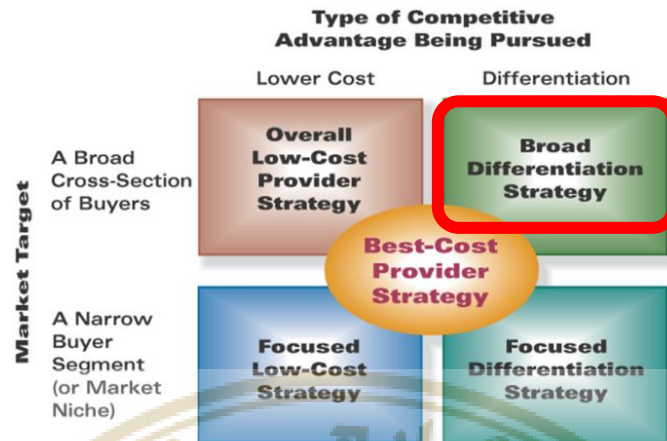 Type of Competitive
Advantage Being Pursued
Lower Cost
Differentiation
Market Target
A Broad
Cross-Section
of Buyers
Overall
Low-Cost
Provider
Strategy
Broad
Differentiation
Strategy
Best-Cost
Provider
Strategy
A Narrow
Buyer
Segment
(or Market
Niche)
Focused
Low-Cost
Strategy
Focused
Differentiation
Strategy